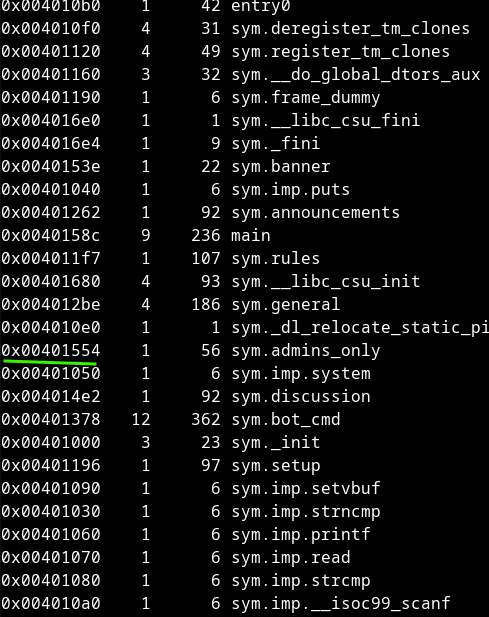 0x004010b0 1 42 entry0
0x004010f0 4 31 sym.deregister_tm_clones
0x00401120 4 49 sym.register_tm_clones
0x00401160 3 32 sym.__do_global_dtors_aux
0x00401190 1 6 sym.frame_dummy
0x004016e0 1 1 sym.__libc_csu_fini
0x004016e4 1 9 sym._fini
0x0040153e 1 22 sym.banner
0x00401040 1 6 sym.imp.puts
0x00401262 1 92 sym.announcements
0x0040158c 9 236 main
0x004011f7 1 107 sym.rules
0x00401680 4 93 sym.__libc_csu_init
0x004012be 4 186 sym.general
0x004010e0 1 1 sym._dl_relocate_static_pi
0x00401554 1 56 sym.admins_only
0x00401050 1 6 sym.imp.system
0x004014e2 1 92 sym.discussion
0x00401378 12 362 sym.bot_cmd
0x00401000 3 23 sym._init
0x00401196 1 97 sym.setup
0x00401090 1 6 sym.imp.setvbuf
0x00401030 1 6 sym.imp.strncmp
0x00401060 1 6 sym.imp.printf
0x00401070 1 6 sym.imp.read
0x00401080 1 6 sym.imp.strcmp
0x004010a0 1 6 sym.imp.__isoc99_scanf